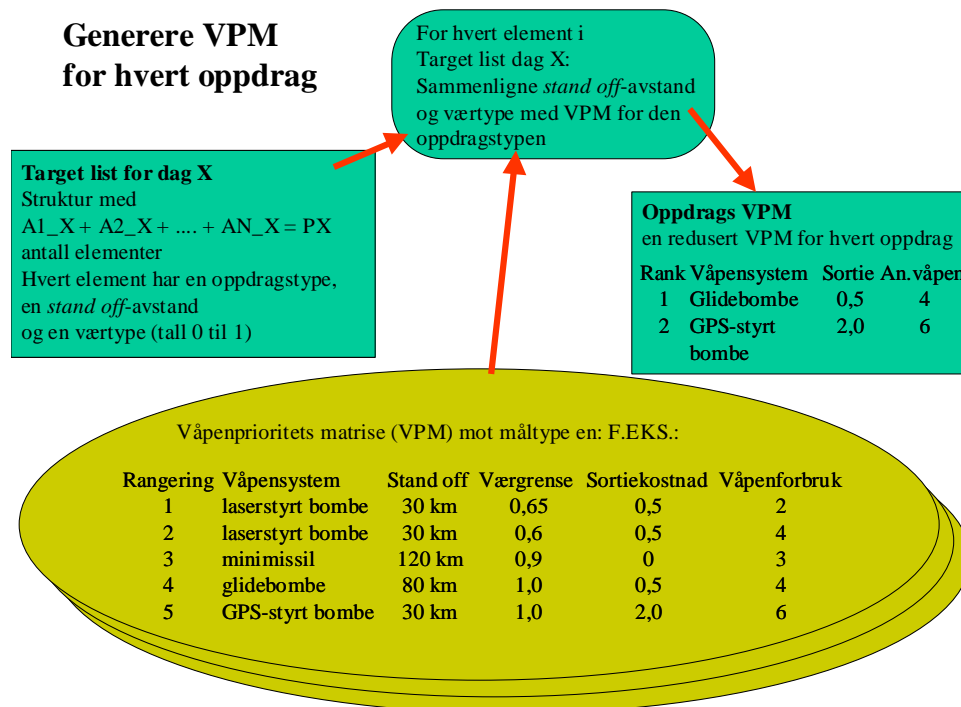 Generere VPM
for hvert oppdrag
For hvert element i
Target list dag X:
Sammenligne stand off-avstand
og værtype med VPM for den
oppdragstypen
Target list for dag X
Struktur med
A1_X + A2_X + .... + AN_X = PX
antall elementer
Hvert element har en oppdragstype,
en stand off-avstand
og en værtype (tall 0 til 1)
Oppdrags VPM
en redusert VPM for hvert oppdrag
Rank Våpensystem Sortie An.våpen
1 Glidebombe 0,5 4
2 GPS-styrt 2,0 6
bombe
Våpenprioritets matrise (VPM) mot måltype en: F.EKS.:
Rangering Våpensystem Stand off Værgrense Sortiekostnad Våpenforbruk
1 laserstyrt bombe 30 km 0,65 0,5 2
2 laserstyrt bombe 30 km 0,6 0,5 4
3 minimissil 120 km 0,9 0 3
4 glidebombe 80 km 1,0 0,5 4
5 GPS-styrt bombe 30 km 1,0 2,0 6